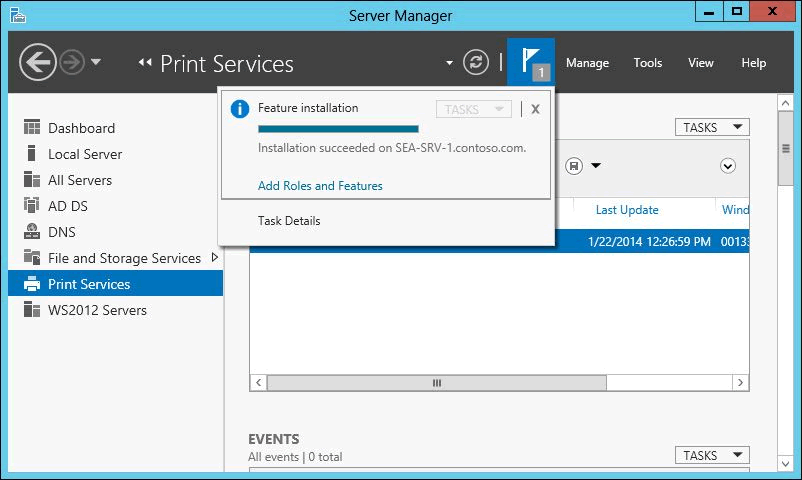 Server Manager
Print Services
1
Manage
Tools
View
Help
Feature installation
TASKS
X
Installation succeeded on SEA-SRV-1.contoso.com.
Add Roles and Features
Task Details
Dashboard
Local Server
All Servers
AD DS
DNS
File and Storage Services
Print Services
WS2012 Servers
TASKS
Last Update
Wind
1/22/2014 12:26:59 PM 00133
EVENTS
All events | 0 total
TASKS